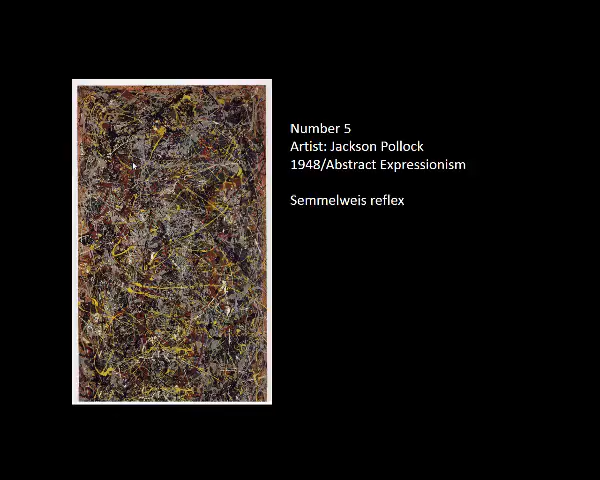 Number 5
Artist: Jackson Pollock
1948/Abstract Expressionism
Semmelweis reflex